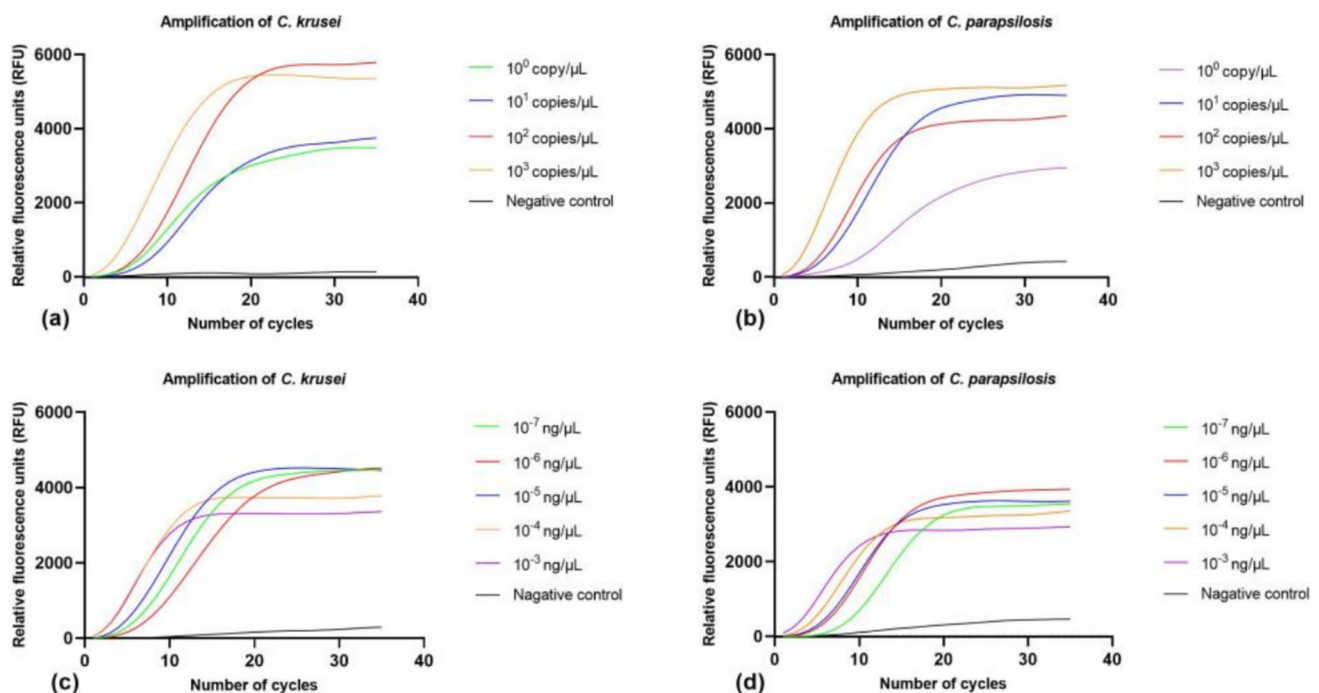 Amplification of C. krusei
Relative fluorescence units (RFU)
6000
4000
2000
0
0 10 20 30 40
Number of cycles
10⁰ copy/µL
10¹ copies/µL
10² copies/µL
10³ copies/µL
Negative control
(a)
Amplification of C. parapsilosis
Relative fluorescence units (RFU)
6000
4000
2000
0
0 10 20 30 40
Number of cycles
10⁰ copy/µL
10¹ copies/µL
10² copies/µL
10³ copies/µL
Negative control
(b)
Amplification of C. krusei
Relative fluorescence units (RFU)
6000
4000
2000
0
0 10 20 30 40
Number of cycles
10⁻⁷ ng/µL
10⁻⁶ ng/µL
10⁻⁵ ng/µL
10⁻⁴ ng/µL
10⁻³ ng/µL
Nagative control
(c)
Amplification of C. parapsilosis
Relative fluorescence units (RFU)
6000
4000
2000
0
0 10 20 30 40
Number of cycles
10⁻⁷ ng/µL
10⁻⁶ ng/µL
10⁻⁵ ng/µL
10⁻⁴ ng/µL
10⁻³ ng/µL
Nagative control
(d)